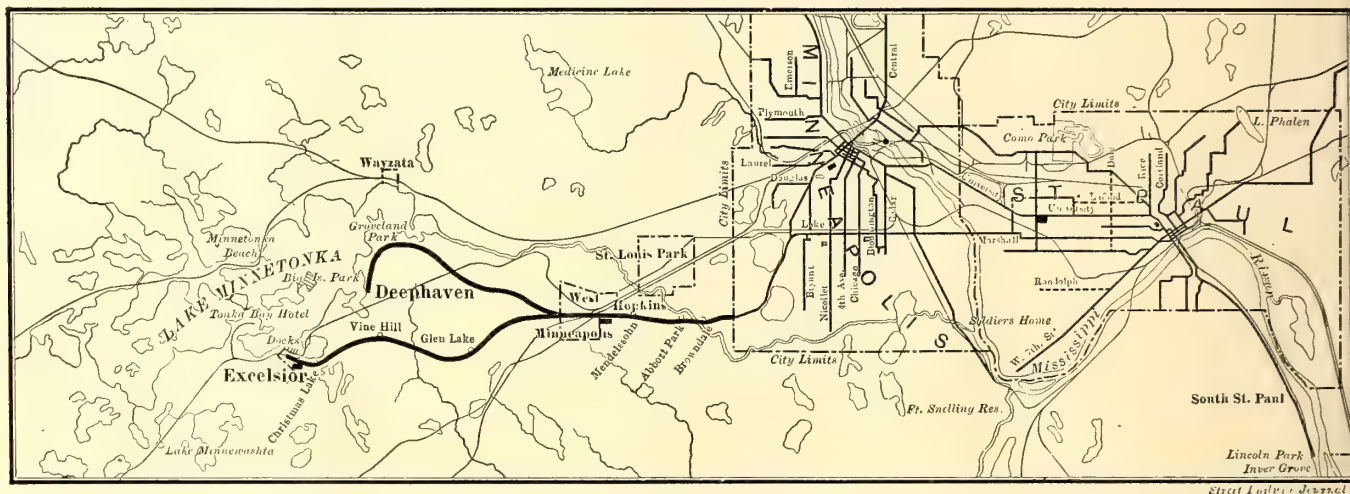 Medicine Lake
Wayzata
Groveland
Park
Minnetonka
Beach
LAKE MINNETONKA
Big Is. Park
Tonka Bay Hotel
Deephaven
Docks
Vine Hill
Glen Lake
Excelsior
Christmas Lake
Lake Minnewashta
St. Louis Park
West
Hopkins
Minneapolis
Mendelssohn
Abbott Park
Browndale
City Limits
MINNEAPOLIS
Emerson
Central
Plymouth
Laurel
Douglas
Lake
Bryant
Nicollet
4th Ave.
Chicago
Bloomington
Cedar
City Limits
Soldiers Home
Ft. Snelling Res.
W. 7th. St.
Mississippi
River
City Limits
Como Park
L. Phalen
Dale
Rice
University
University
ST. PAUL
Marshall
Randolph
South St. Paul
Lincoln Park
Inver Grove
Street Journal